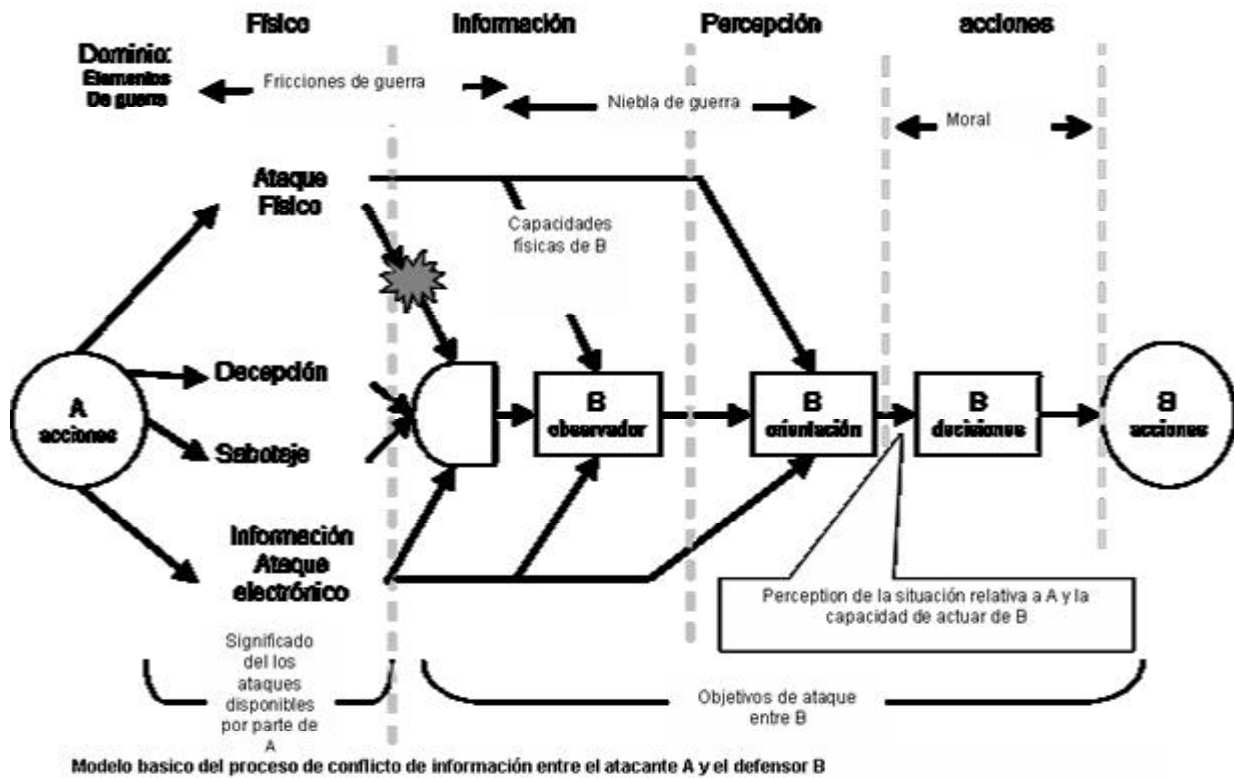 Físico Información Percepción acciones
Dominio:
Elementos
De guerra
Fricciones de guerra
Niebla de guerra
Moral
Ataque
Físico
Capacidades
físicas de B
Decepción
A
acciones
Sabotaje
B
observador
B
orientación
B
decisiones
B
acciones
Información
Ataque
electrónico
Perception de la situación relativa a A y la
capacidad de actuar de B
Significado
del los
ataques
disponibles
por parte de
A
Objetivos de ataque
entre B
Modelo basico del proceso de conflicto de información entre el atacante A y el defensor B